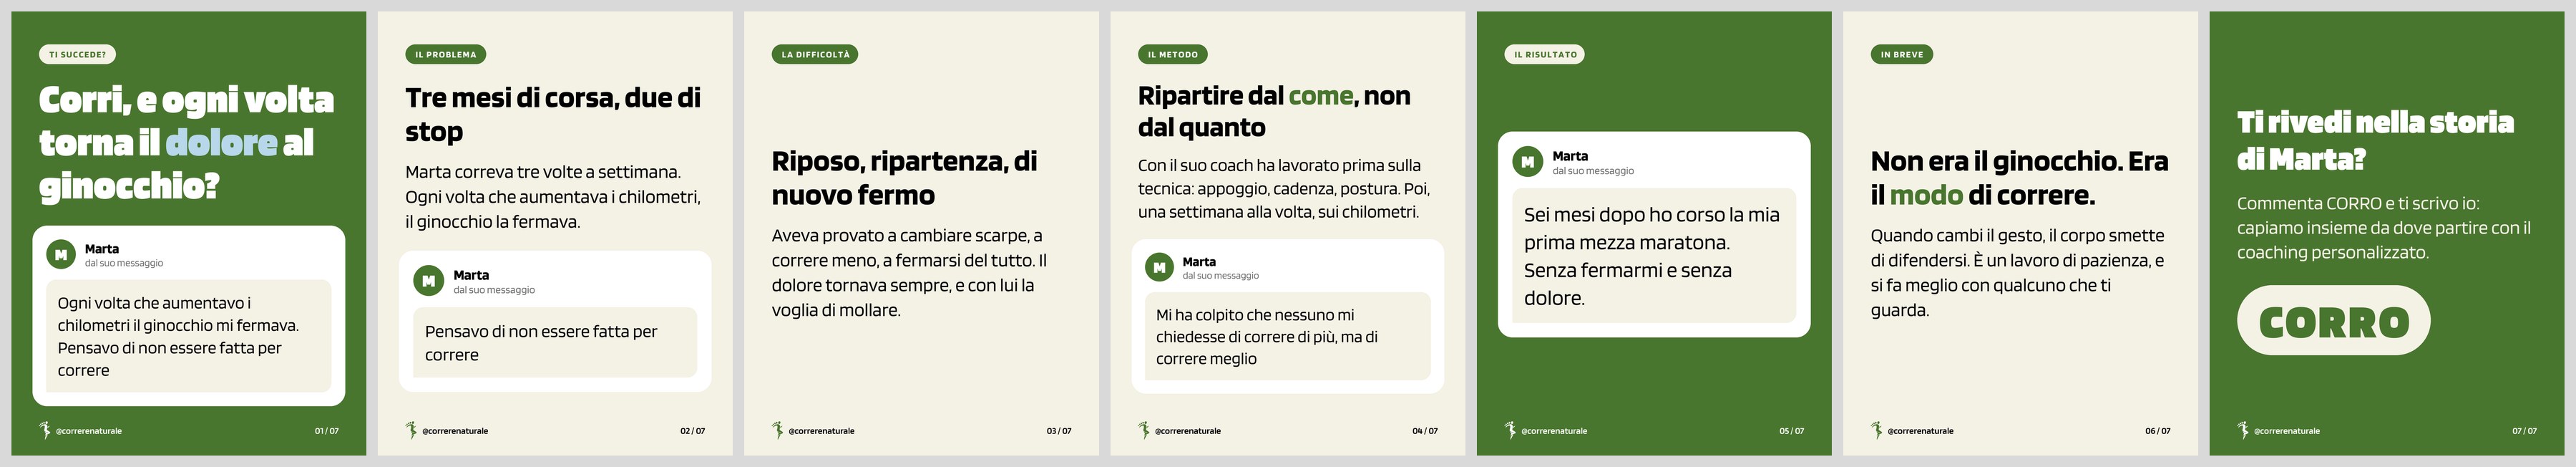 TI SUCCEDE?
Corri, e ogni volta
torna il dolore al
ginocchio?
M
Marta
dal suo messaggio
Ogni volta che aumentavo i
chilometri il ginocchio mi fermava.
Pensavo di non essere fatta per
correre
@correrenaturale
01 / 07
IL PROBLEMA
Tre mesi di corsa, due di
stop
Marta correva tre volte a settimana.
Ogni volta che aumentava i chilometri,
il ginocchio la fermava.
M
Marta
dal suo messaggio
Pensavo di non essere fatta per
correre
@correrenaturale
02 / 07
LA DIFFICOLTÀ
Riposo, ripartenza, di
nuovo fermo
Aveva provato a cambiare scarpe, a
correre meno, a fermarsi del tutto. Il
dolore tornava sempre, e con lui la
voglia di mollare.
@correrenaturale
03 / 07
IL METODO
Ripartire dal come, non
dal quanto
Con il suo coach ha lavorato prima sulla
tecnica: appoggio, cadenza, postura. Poi,
una settimana alla volta, sui chilometri.
M
Marta
dal suo messaggio
Mi ha colpito che nessuno mi
chiedesse di correre di più, ma di
correre meglio
@correrenaturale
04 / 07
IL RISULTATO
M
Marta
dal suo messaggio
Sei mesi dopo ho corso la mia
prima mezza maratona.
Senza fermarmi e senza
dolore.
@correrenaturale
05 / 07
IN BREVE
Non era il ginocchio. Era
il modo di correre.
Quando cambi il gesto, il corpo smette
di difendersi. È un lavoro di pazienza, e
si fa meglio con qualcuno che ti
guarda.
@correrenaturale
06 / 07
Ti rivedi nella storia
di Marta?
Commenta CORRO e ti scrivo io:
capiamo insieme da dove partire con il
coaching personalizzato.
CORRO
@correrenaturale
07 / 07